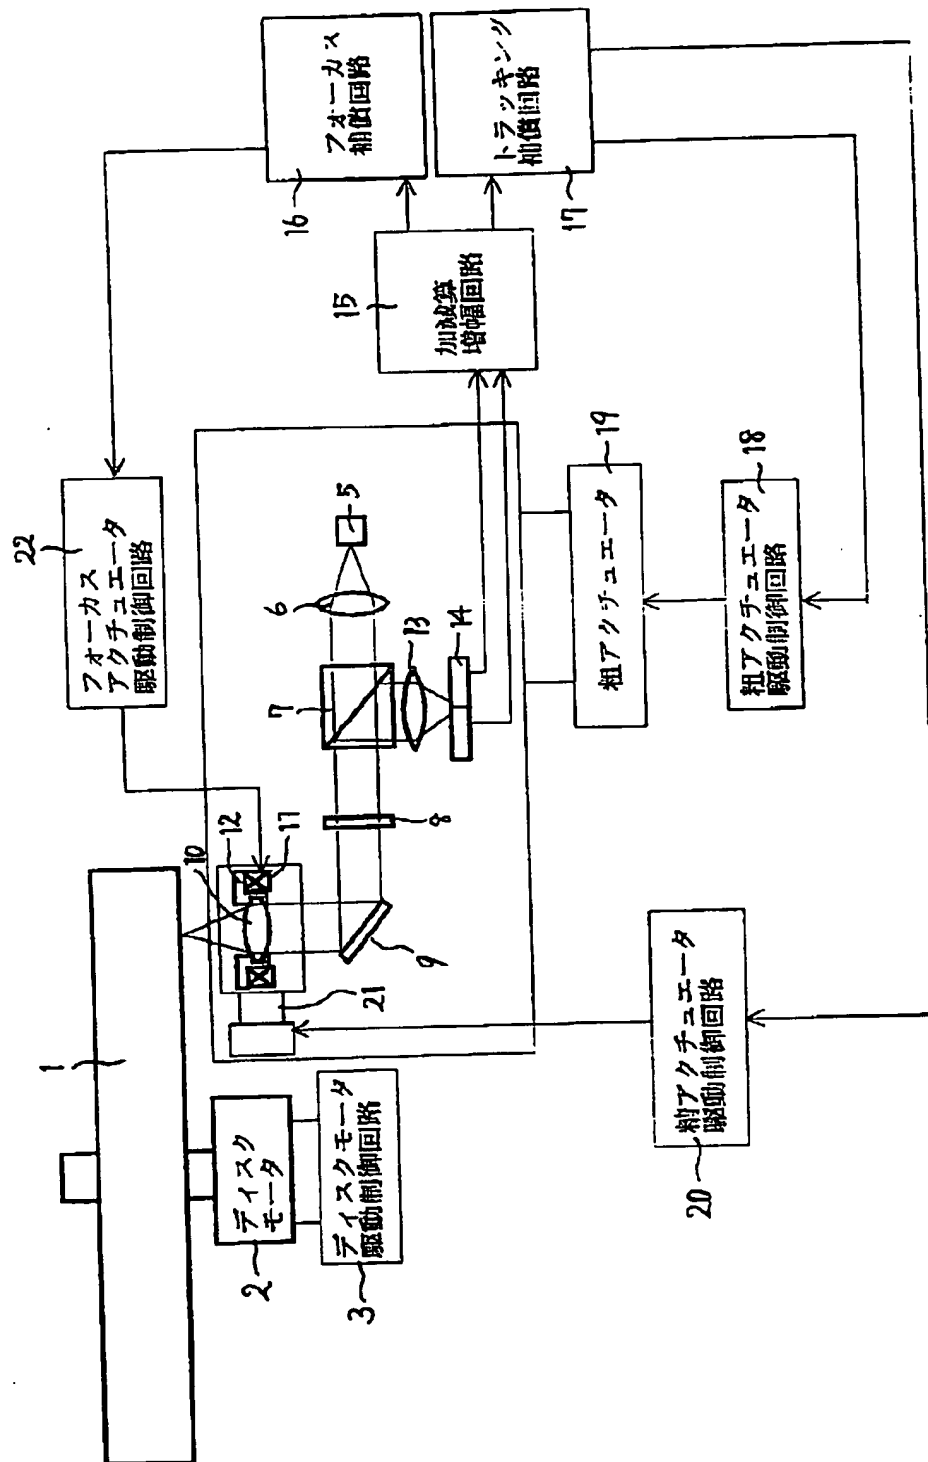 1
2
ディスク
モータ
3
ディスクモータ
駆動制御回路
22
フォーカス
アクチュエータ
駆動制御回路
10
12
11
21
9
8
7
6
5
13
14
15
加減算
増幅回路
16
フォーカス
補償回路
トラッキング
補償回路
17
粗アクチュエータ
19
粗アクチュエータ
駆動制御回路
18
精アクチュエータ
駆動制御回路
20